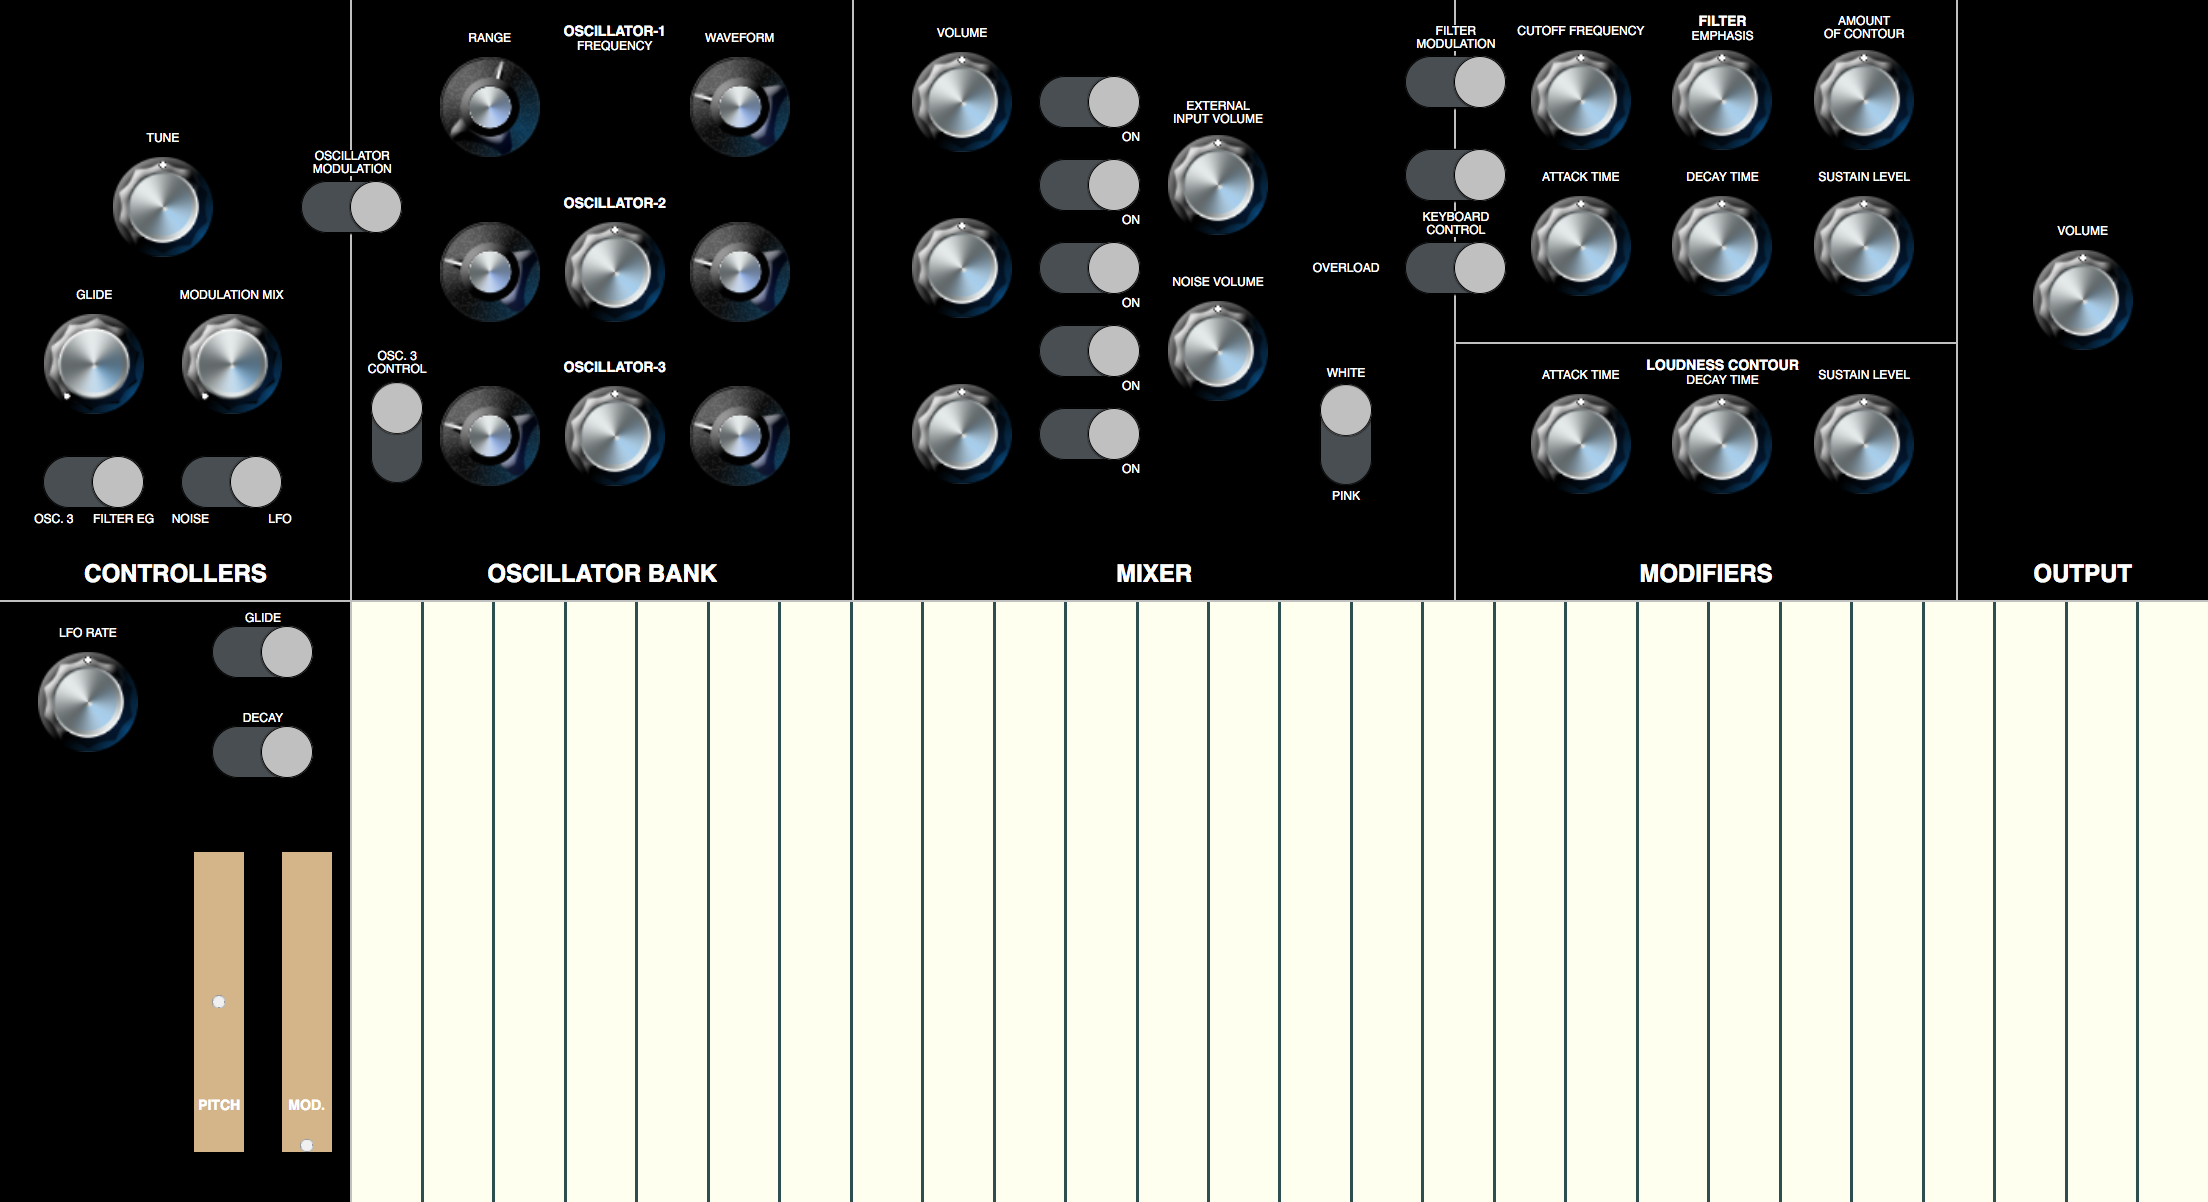 TUNE
GLIDE
MODULATION MIX
OSC. 3
FILTER EG
NOISE
LFO
CONTROLLERS
OSCILLATOR
MODULATION
RANGE
OSCILLATOR-1
FREQUENCY
WAVEFORM
OSCILLATOR-2
OSC. 3
CONTROL
OSCILLATOR-3
OSCILLATOR BANK
VOLUME
ON
ON
ON
ON
ON
EXTERNAL
INPUT VOLUME
NOISE VOLUME
OVERLOAD
WHITE
PINK
MIXER
FILTER
MODULATION
KEYBOARD
CONTROL
CUTOFF FREQUENCY
FILTER
EMPHASIS
AMOUNT
OF CONTOUR
ATTACK TIME
DECAY TIME
SUSTAIN LEVEL
ATTACK TIME
LOUDNESS CONTOUR
DECAY TIME
SUSTAIN LEVEL
MODIFIERS
VOLUME
OUTPUT
LFO RATE
GLIDE
DECAY
PITCH
MOD.